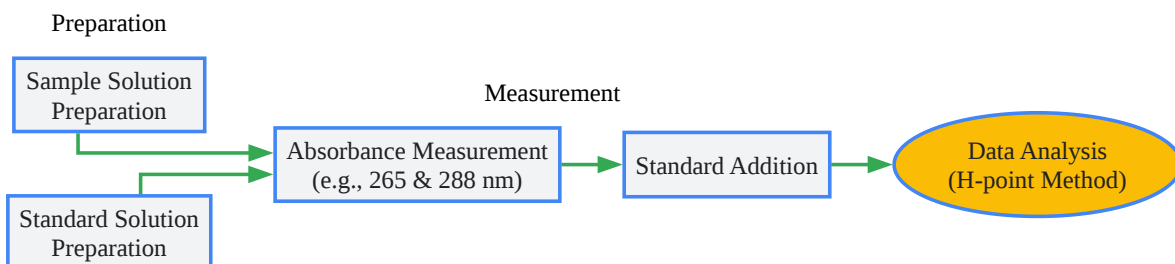 Preparation
Sample Solution
Preparation
Measurement
Absorbance Measurement
(e.g., 265 & 288 nm)
Standard Addition
Data Analysis
(H-point Method)
Standard Solution
Preparation